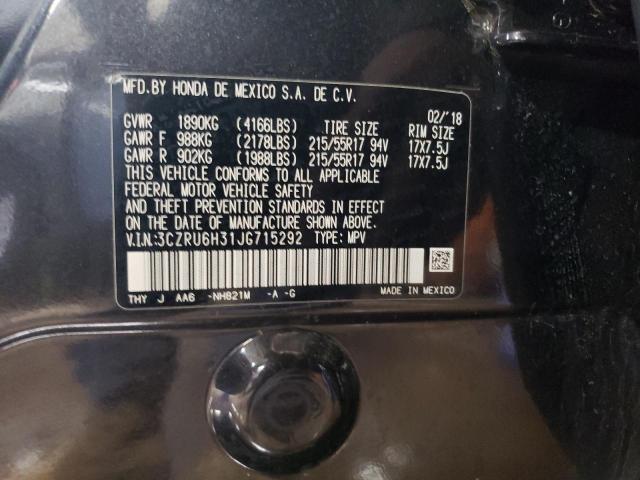 MFD.BY HONDA DE MEXICO S.A. DE C.V.
02/'18
GVWR 1890KG (4166LBS) TIRE SIZE RIM SIZE
GAWR F 988KG (2178LBS) 215/55R17 94V 17X7.5J
GAWR R 902KG (1988LBS) 215/55R17 94V 17X7.5J
THIS VEHICLE CONFORMS TO ALL APPLICABLE
FEDERAL MOTOR VEHICLE SAFETY
AND THEFT PREVENTION STANDARDS IN EFFECT
ON THE DATE OF MANUFACTURE SHOWN ABOVE.
V.I.N:3CZRU6H31JG715292 TYPE: MPV
THY J AA6 -NH821M -A -G MADE IN MEXICO